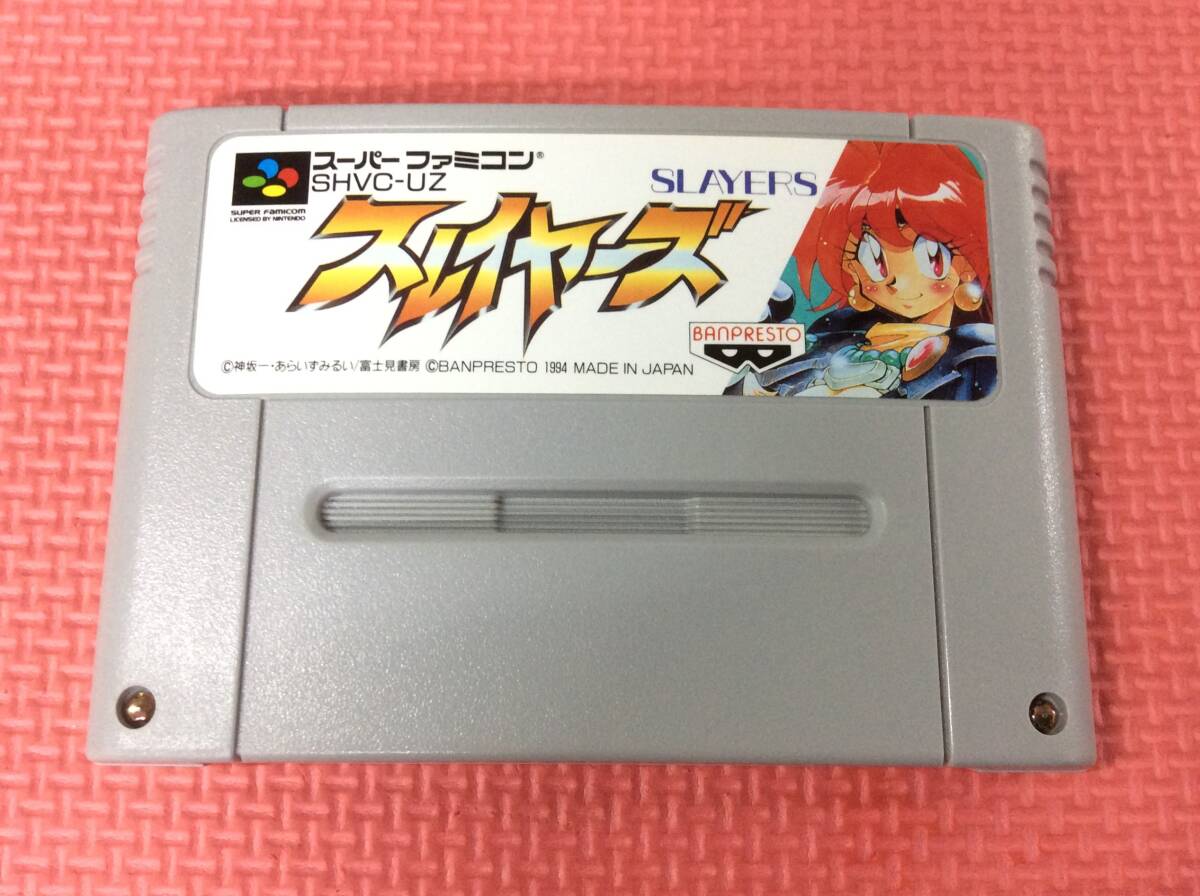 スーパー ファミコン®
SHVC-UZ
SUPER FAMICOM
LICENSED BY NINTENDO
SLAYERS
スレイヤーズ
BANPRESTO
©神坂一・あらいずみるい/富士見書房 ©BANPRESTO 1994 MADE IN JAPAN